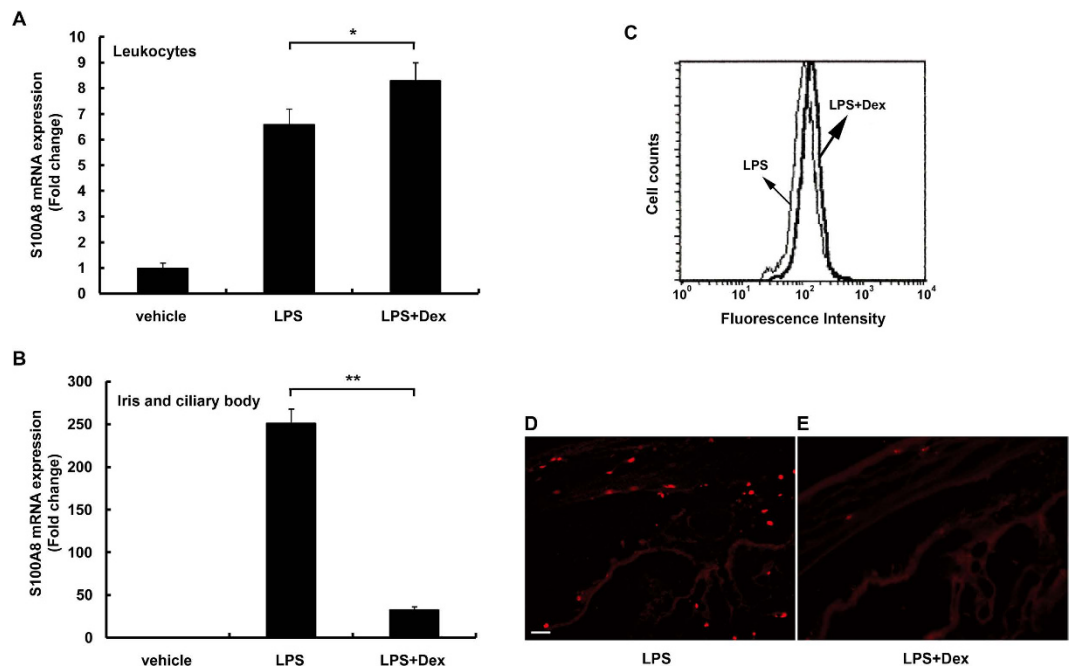 A
S100A8 mRNA expression
(Fold change)
10
9
8
7
6
5
4
3
2
1
0
Leukocytes
*
vehicle LPS LPS+Dex
B
S100A8 mRNA expression
(Fold change)
300
250
200
150
100
50
0
Iris and ciliary body
**
vehicle LPS LPS+Dex
C
Cell counts
LPS+Dex
LPS
10⁰ 10¹ 10² 10³ 10⁴
Fluorescence Intensity
D E
LPS LPS+Dex